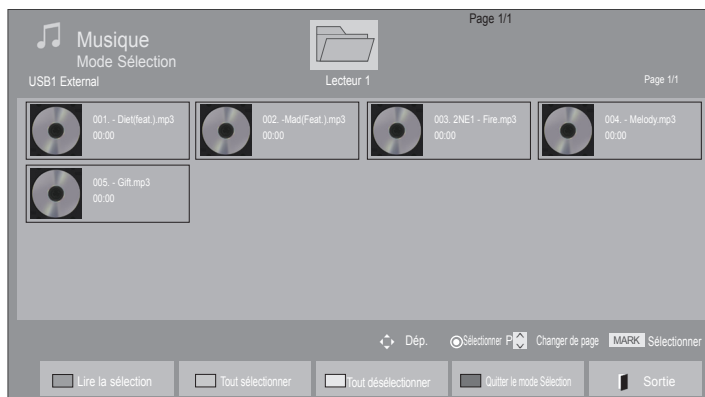 Page 1/1
Musique
Mode Sélection
USB1 External
Lecteur 1
Page 1/1
001. - Diet(feat.).mp3
00:00
002. -Mad(Feat.).mp3
00:00
003. 2NE1 - Fire.mp3
00:00
004. - Melody.mp3
00:00
005. - Gift.mp3
00:00
Dép. Sélectionner P Changer de page MARK Sélectionner
Lire la sélection Tout sélectionner Tout désélectionner Quitter le mode Sélection Sortie